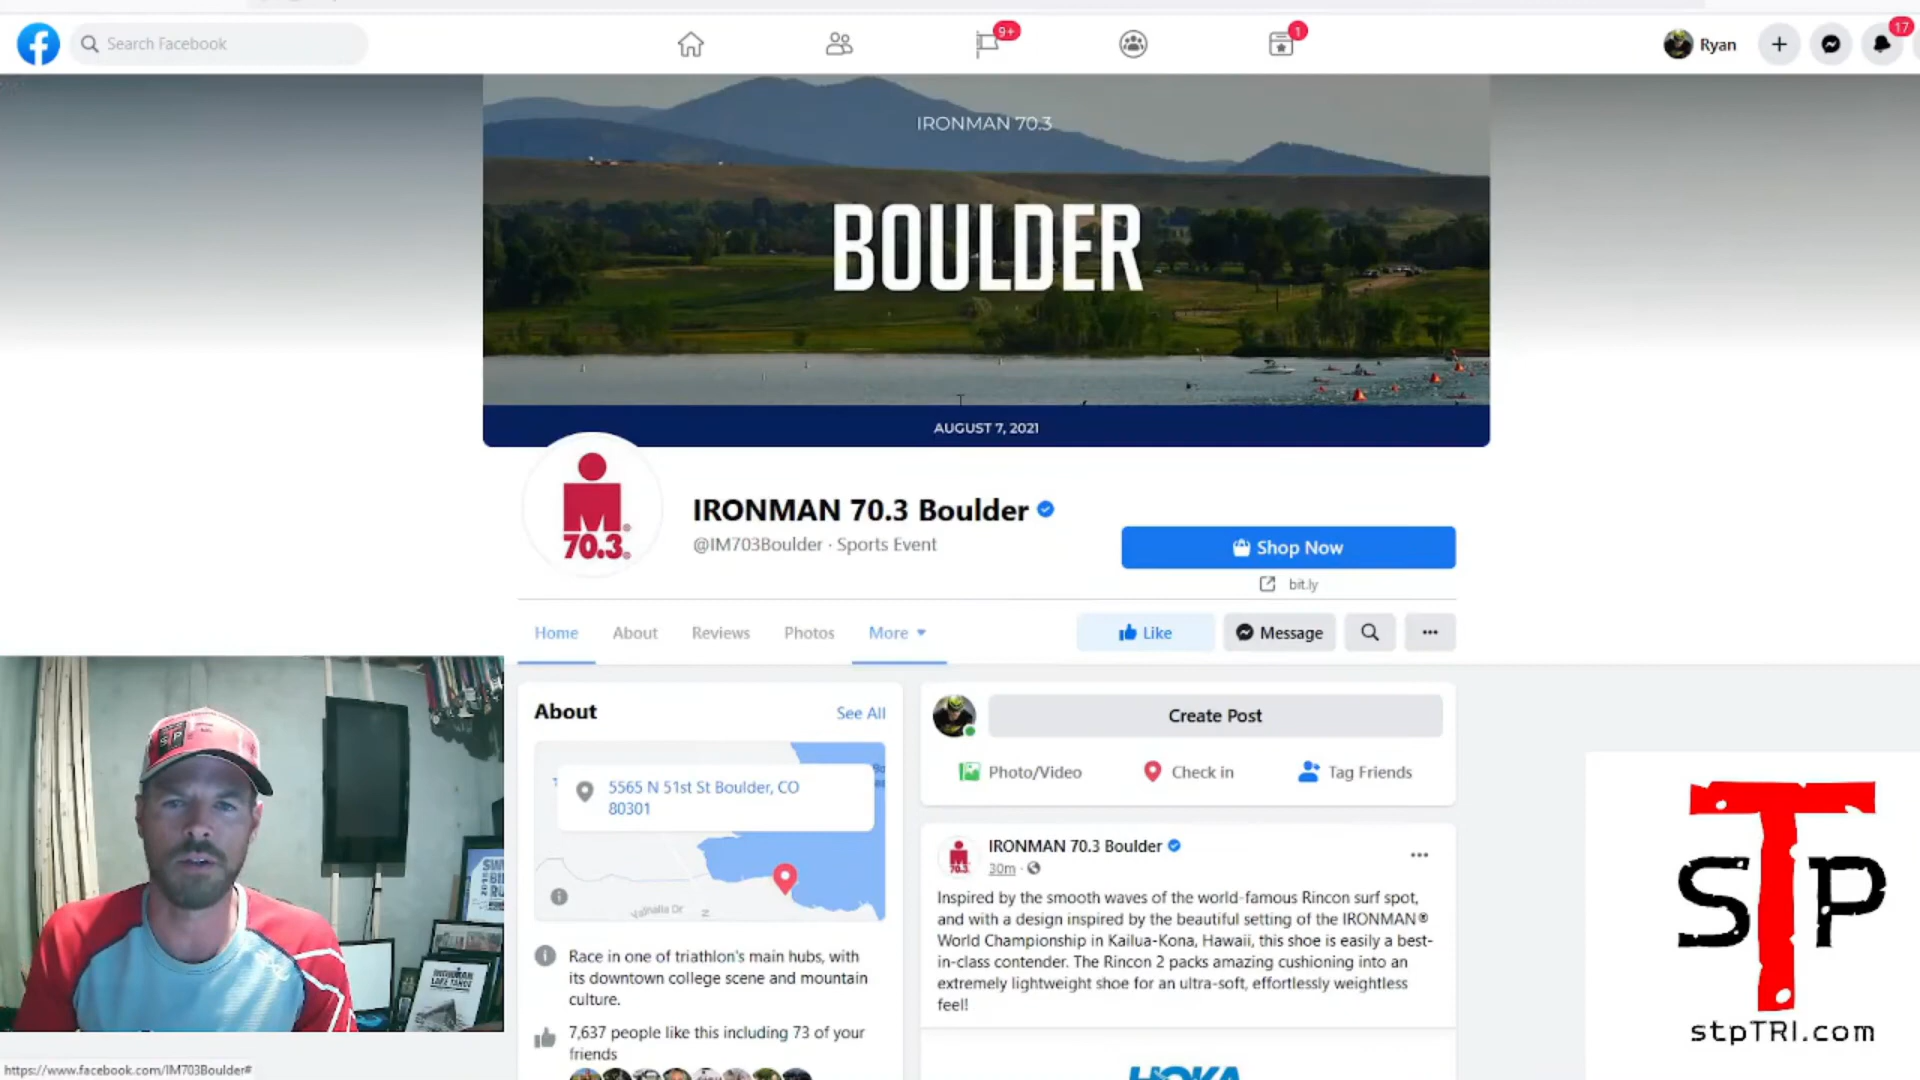 Search Facebook
9+
1
Ryan
17
IRONMAN 70.3
BOULDER
AUGUST 7, 2021
70.3
IRONMAN 70.3 Boulder
@IM703Boulder · Sports Event
Shop Now
bit.ly
Home
About
Reviews
Photos
More
Like
Message
About
See All
5565 N 51st St Boulder, CO
80301
Valhalla Dr
Race in one of triathlon's main hubs, with
its downtown college scene and mountain
culture.
7,637 people like this including 73 of your
friends
Create Post
Photo/Video
Check in
Tag Friends
IRONMAN 70.3 Boulder
30m ·
Inspired by the smooth waves of the world-famous Rincon surf spot,
and with a design inspired by the beautiful setting of the IRONMAN®
World Championship in Kailua-Kona, Hawaii, this shoe is easily a best-
in-class contender. The Rincon 2 packs amazing cushioning into an
extremely lightweight shoe for an ultra-soft, effortlessly weightless
feel!
HOKA
STP
IRONMAN
LAKE TAHOE
STP
stpTRI.com
https://www.facebook.com/IM703Boulder#